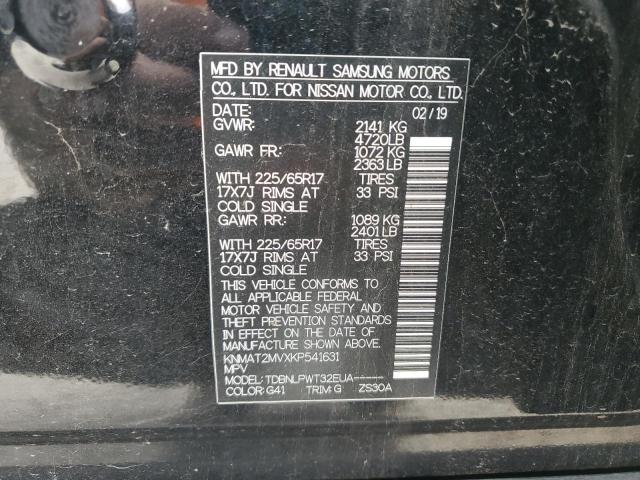 MFD BY RENAULT SAMSUNG MOTORS
CO., LTD. FOR NISSAN MOTOR CO., LTD.
DATE: 02/19
GVWR: 2141 KG
4720LB
GAWR FR: 1072 KG
2363LB
WITH 225/65R17 TIRES
17X7J RIMS AT 33 PSI
COLD SINGLE
GAWR RR: 1089 KG
2401LB
WITH 225/65R17 TIRES
17X7J RIMS AT 33 PSI
COLD SINGLE
THIS VEHICLE CONFORMS TO
ALL APPLICABLE FEDERAL
MOTOR VEHICLE SAFETY AND
THEFT PREVENTION STANDARDS
IN EFFECT ON THE DATE OF
MANUFACTURE SHOWN ABOVE.
KNMAT2MVXKP541631
MPV
MODEL: TDBNLPWT32EUA-----
COLOR: G41 TRIM: G ZS30A